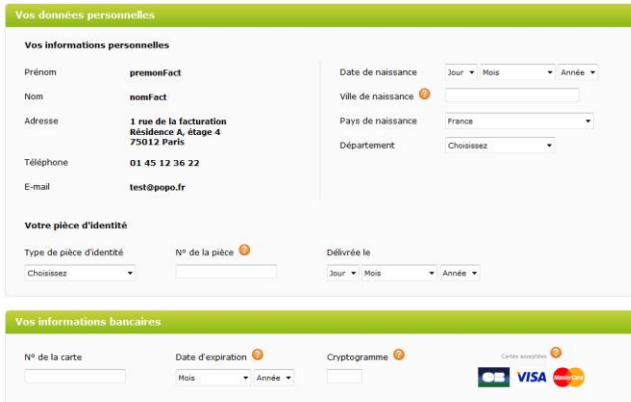 Vos données personnelles
Vos informations personnelles
Prénom premonFact
Nom nomFact
Adresse 1 rue de la facturation
Résidence A, étage 4
75012 Paris
Téléphone 01 45 12 36 22
E-mail test@popo.fr
Date de naissance Jour Mois Année
Ville de naissance ?
Pays de naissance France
Département Choisissez
Votre pièce d'identité
Type de pièce d'identité N° de la pièce ? Délivrée le
Choisissez Jour Mois Année
Vos informations bancaires
N° de la carte Date d'expiration ? Cryptogramme ? Cartes acceptées ?
Mois Année CB VISA MasterCard